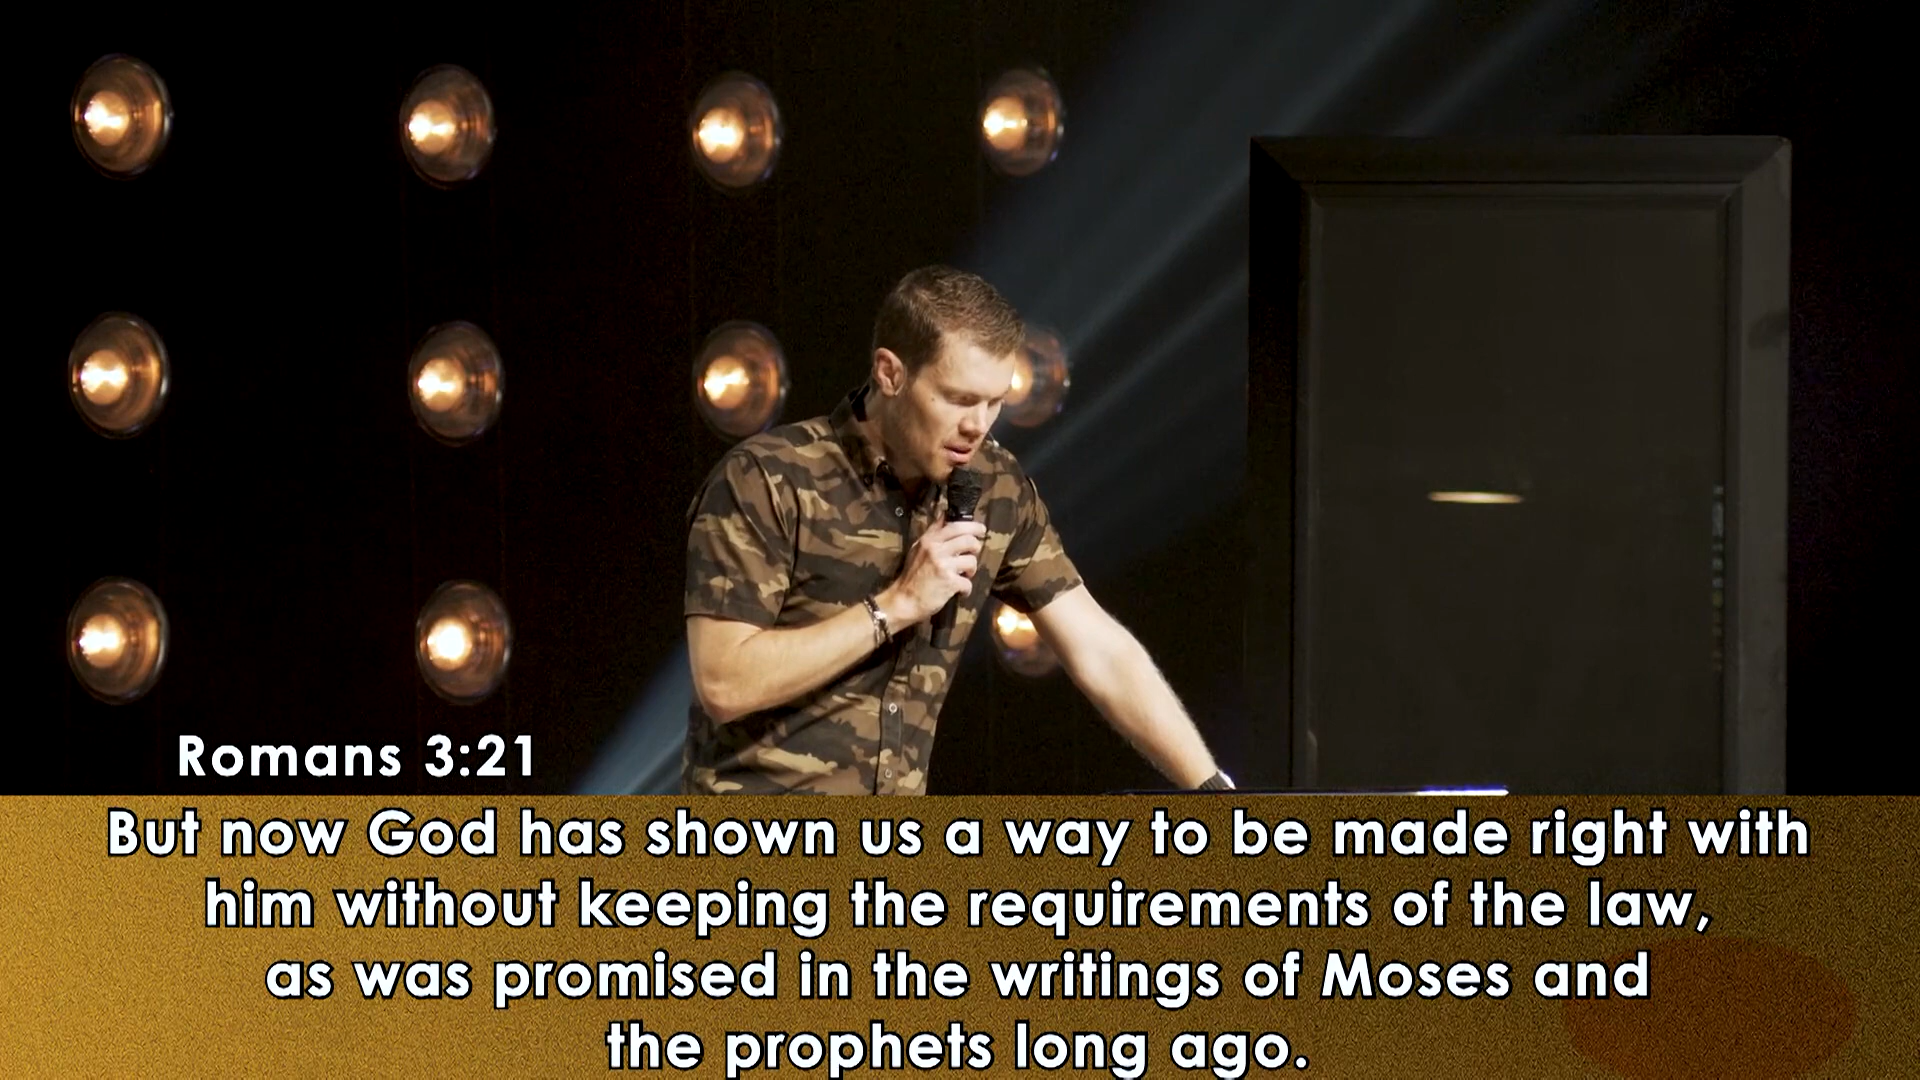 Romans 3:21
But now God has shown us a way to be made right with
him without keeping the requirements of the law,
as was promised in the writings of Moses and
the prophets long ago.